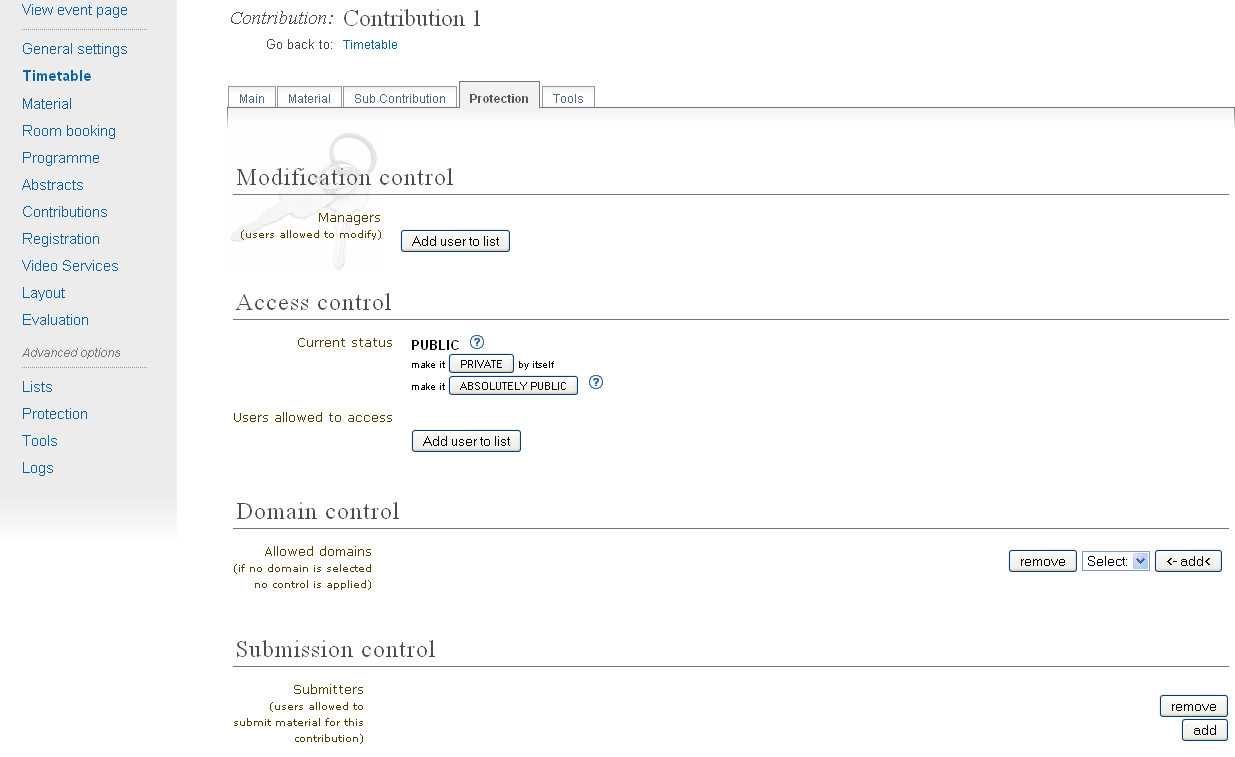 View event page
General settings
Timetable
Material
Room booking
Programme
Abstracts
Contributions
Registration
Video Services
Layout
Evaluation
Advanced options
Lists
Protection
Tools
Logs
Contribution: Contribution 1
Go back to: Timetable
Main Material Sub Contribution Protection Tools
Modification control
Managers
(users allowed to modify)
Add user to list
Access control
Current status
PUBLIC ?
make it PRIVATE by itself
make it ABSOLUTELY PUBLIC ?
Users allowed to access
Add user to list
Domain control
Allowed domains
(if no domain is selected
no control is applied)
remove Select: <- add<
Submission control
Submitters
(users allowed to
submit material for this
contribution)
remove
add